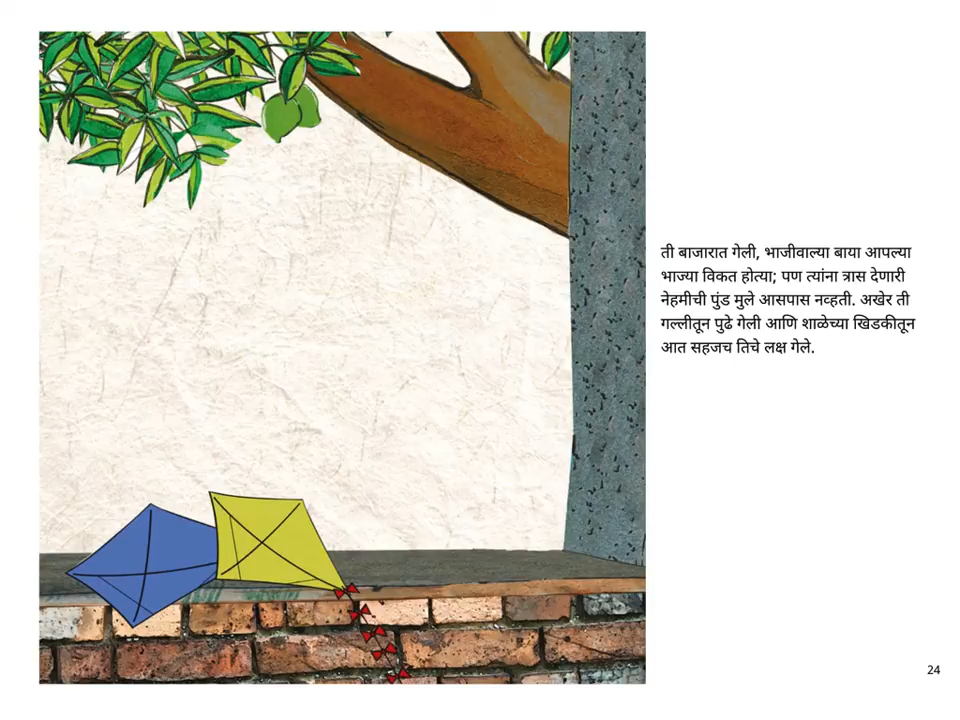 ती बाजारात गेली, भाजीवाल्या बाया आपल्या
भाज्या विकत होत्या; पण त्यांना त्रास देणारी
नेहमीची पुंड मुले आसपास नव्हती. अखेर ती
गल्लीतून पुढे गेली आणि शाळेच्या खिडकीतून
आत सहजच तिचे लक्ष गेले.
24